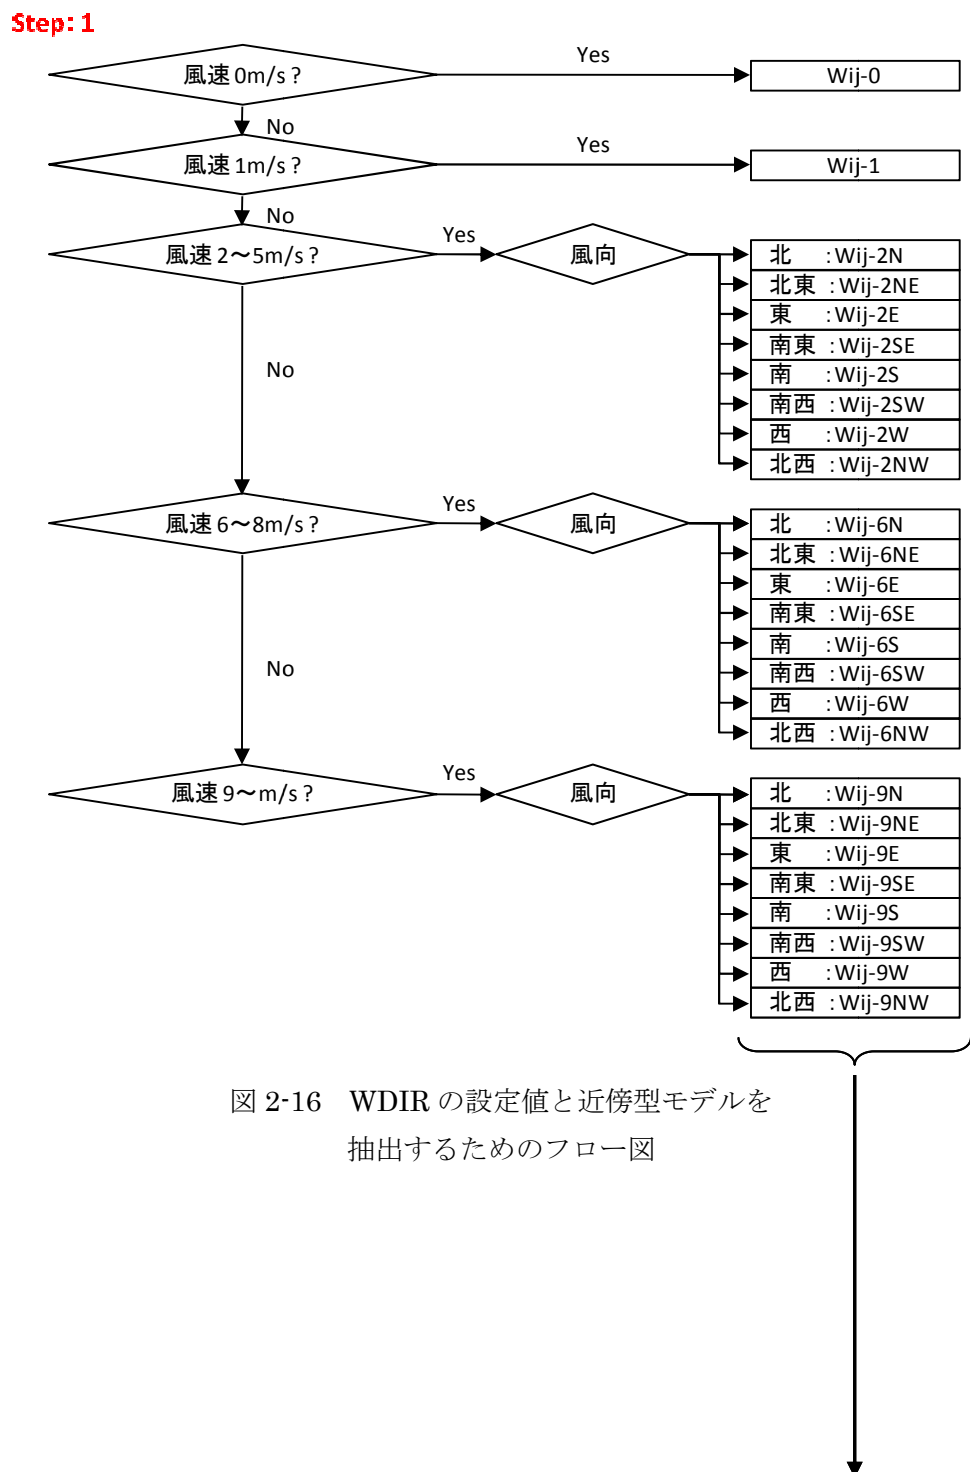 Step: 1
風速 0m/s ?
Yes
Wij-0
No
風速 1m/s ?
Yes
Wij-1
No
風速 2～5m/s ?
Yes
風向
北 : Wij-2N
北東 : Wij-2NE
東 : Wij-2E
南東 : Wij-2SE
南 : Wij-2S
南西 : Wij-2SW
西 : Wij-2W
北西 : Wij-2NW
No
風速 6～8m/s ?
Yes
風向
北 : Wij-6N
北東 : Wij-6NE
東 : Wij-6E
南東 : Wij-6SE
南 : Wij-6S
南西 : Wij-6SW
西 : Wij-6W
北西 : Wij-6NW
No
風速 9～m/s ?
Yes
風向
北 : Wij-9N
北東 : Wij-9NE
東 : Wij-9E
南東 : Wij-9SE
南 : Wij-9S
南西 : Wij-9SW
西 : Wij-9W
北西 : Wij-9NW
図 2-16 WDIR の設定値と近傍型モデルを
抽出するためのフロー図